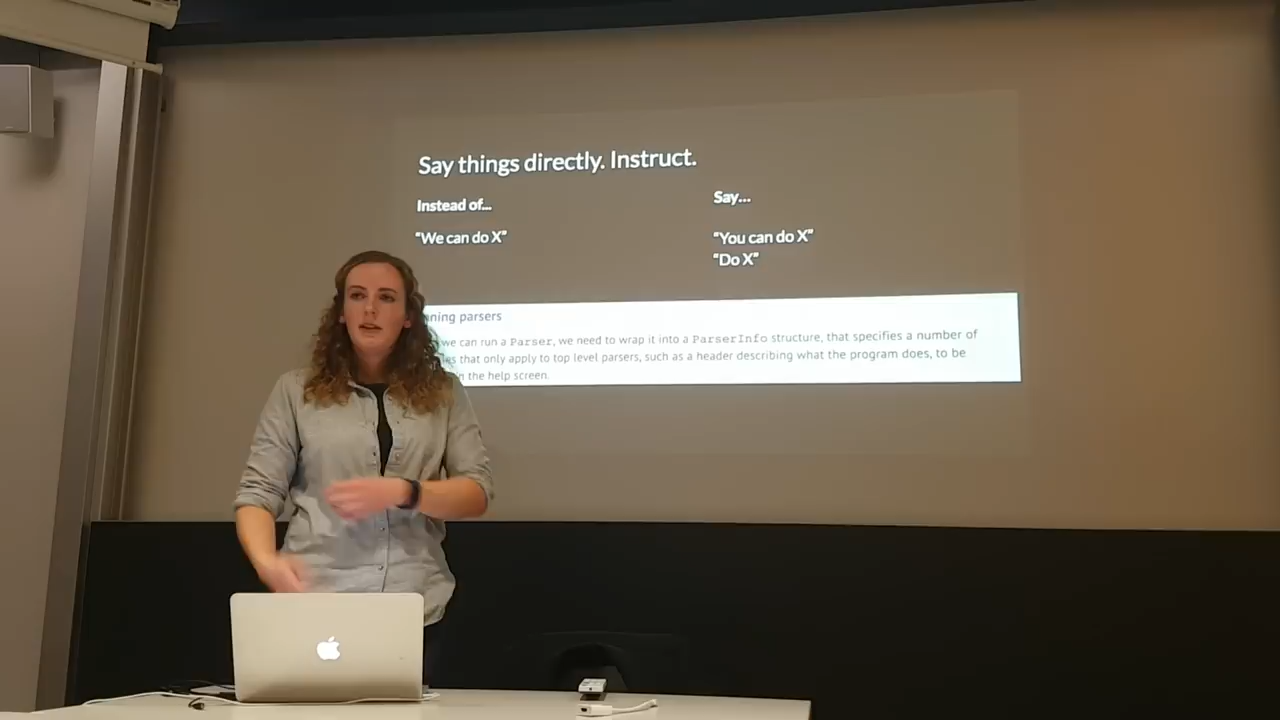 Say things directly. Instruct.
Instead of...
Say...
“We can do X”
“You can do X”
“Do X”
parsers
we can run a Parser, we need to wrap it into a ParserInfo structure, that specifies a number of
that only apply to top level parsers, such as a header describing what the program does, to be
the help screen.